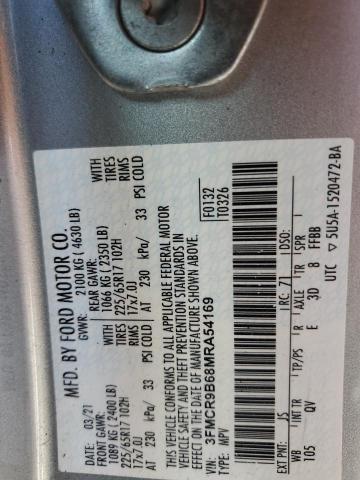 MFD. BY FORD MOTOR CO.
03/21
GVWR: 2100 KG ( 4630 LB)
FRONT GAWR:
1089 KG ( 2400 LB)
225/65R17 102H
17x7.0J
AT 230 kPa/ 33 PSI COLD
REAR GAWR:
1066 KG ( 2350 LB)
225/65R17 102H
17x7.0J
AT 230 kPa/ 33 PSI COLD
WITH
TIRES
RIMS
WITH
TIRES
RIMS
THIS VEHICLE CONFORMS TO ALL APPLICABLE FEDERAL MOTOR
VEHICLE SAFETY AND THEFT PREVENTION STANDARDS IN
EFFECT ON THE DATE OF MANUFACTURE SHOWN ABOVE.
VIN: 3FMCR9B68MRA54169
TYPE: MPV
F0132
T0326
EXT PNT: JS RC: 71 DSO:
WB TP/PS R AXLE TR SPR
105 QV E 3D 8 FFBB
UTC ▽ 5U5A-1520472-BA